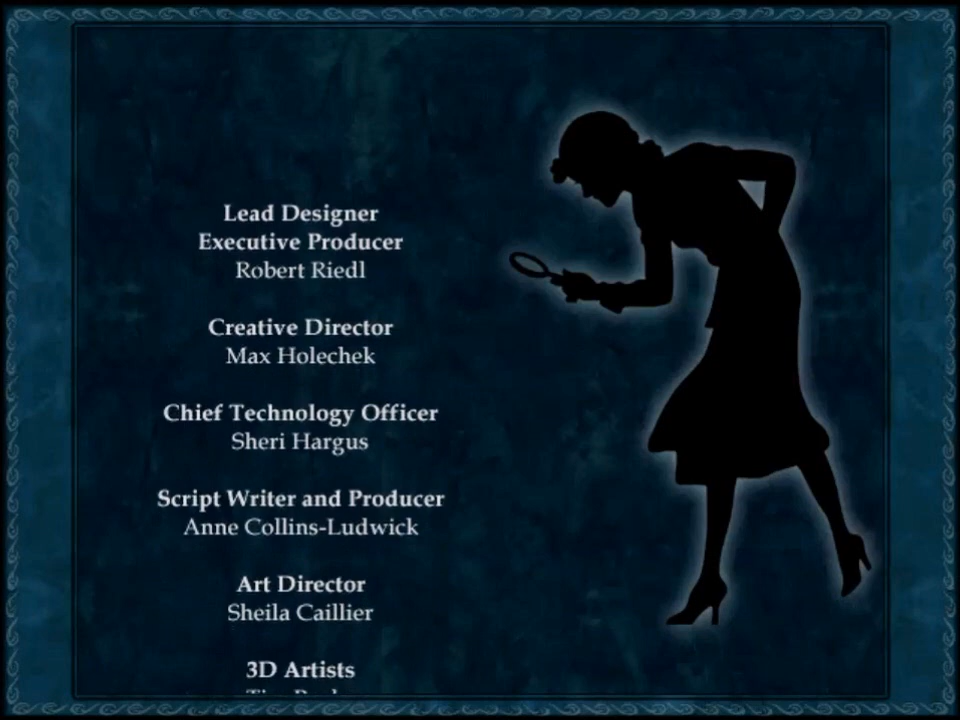 Lead Designer
Executive Producer
Robert Riedl
Creative Director
Max Holechek
Chief Technology Officer
Sheri Hargus
Script Writer and Producer
Anne Collins-Ludwick
Art Director
Sheila Caillier
3D Artists